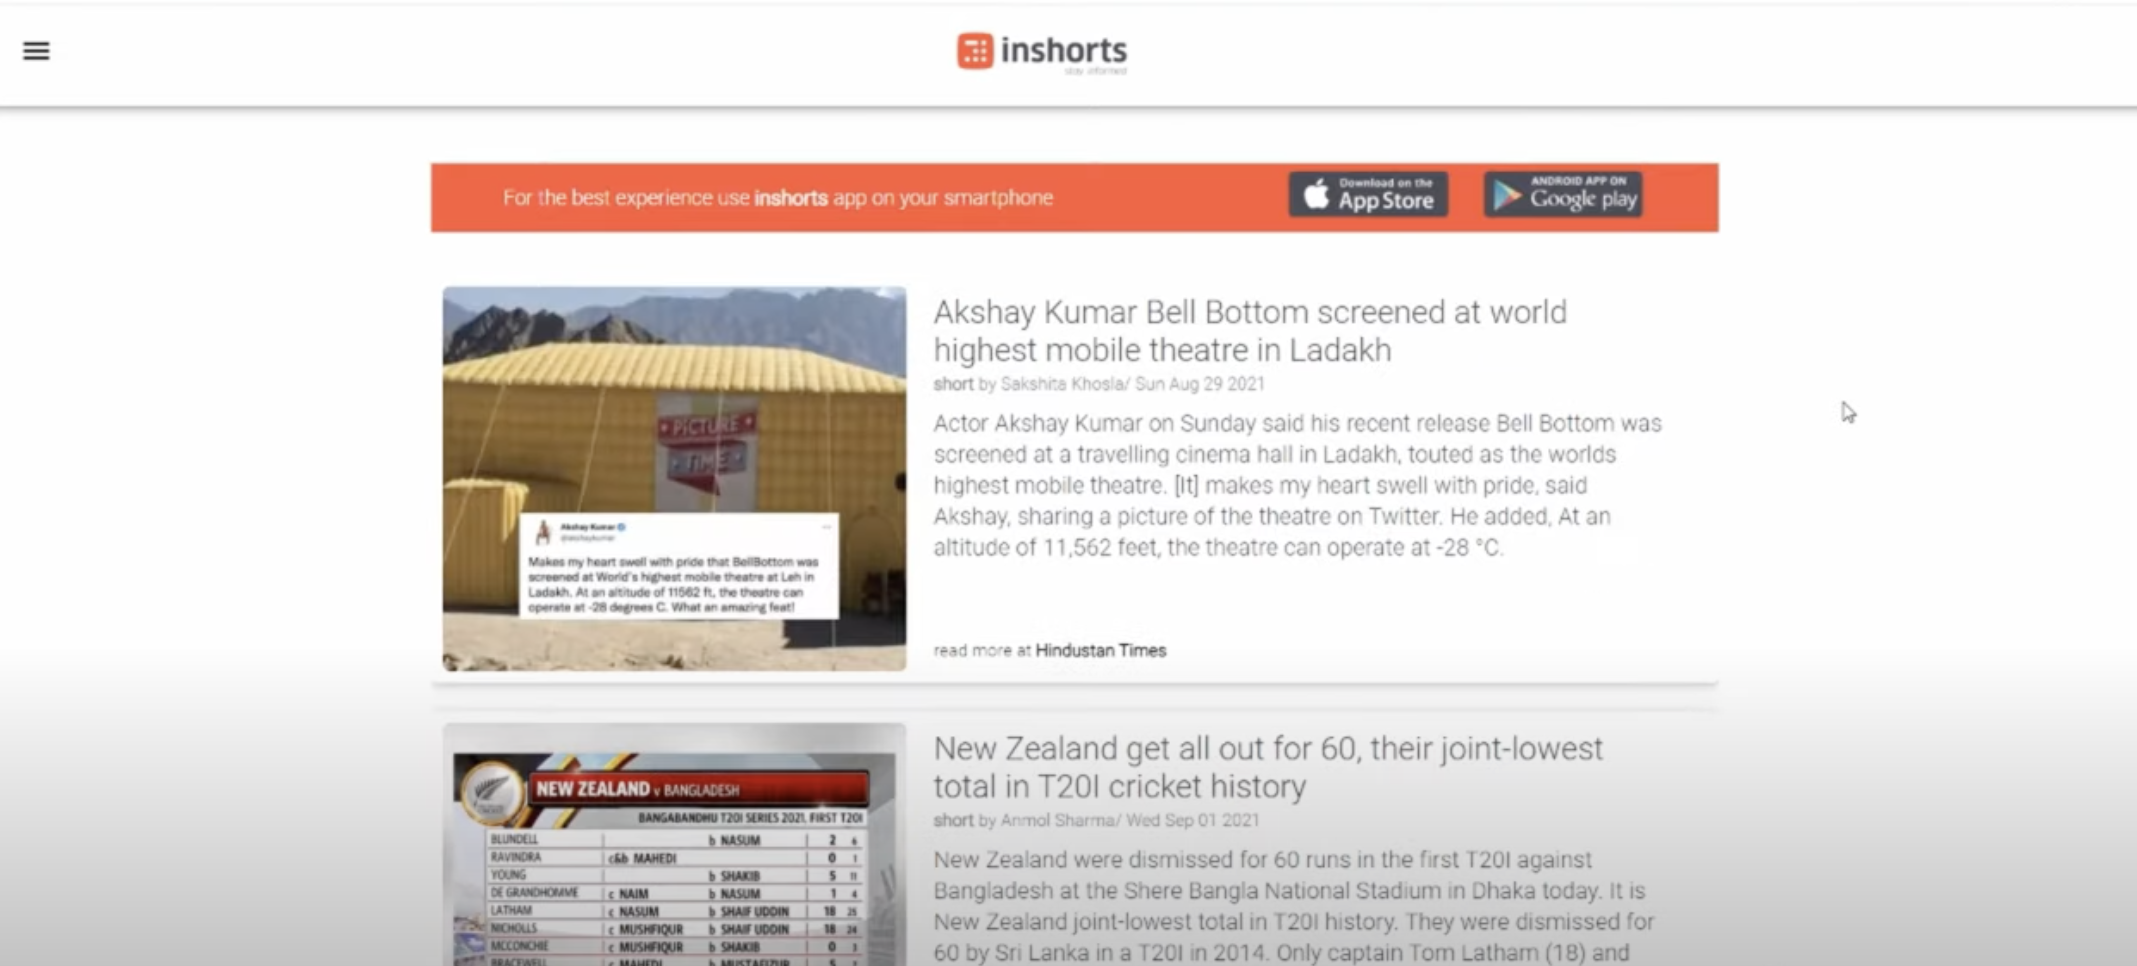 inshorts
stay informed
For the best experience use inshorts app on your smartphone
Download on the
App Store
ANDROID APP ON
Google play
PICTURE
TIME
Akshay Kumar
@akshaykumar
Makes my heart swell with pride that BellBottom was
screened at World's highest mobile theatre at Leh in
Ladakh. At an altitude of 11562 ft, the theatre can
operate at -28 degrees C. What an amazing feat!
Akshay Kumar Bell Bottom screened at world
highest mobile theatre in Ladakh
short by Sakshita Khosla/ Sun Aug 29 2021
Actor Akshay Kumar on Sunday said his recent release Bell Bottom was
screened at a travelling cinema hall in Ladakh, touted as the worlds
highest mobile theatre. [It] makes my heart swell with pride, said
Akshay, sharing a picture of the theatre on Twitter. He added, At an
altitude of 11,562 feet, the theatre can operate at -28 °C.
read more at Hindustan Times
NEW ZEALAND v BANGLADESH
BANGABANDHU T20I SERIES 2021, FIRST T20I
BLUNDELL b NASUM 2 6
RAVINDRA c&b MAHEDI 0 1
YOUNG b SHAKIB 5 11
DE GRANDHOMME c NAIM b NASUM 1 4
LATHAM c NASUM b SHAIF UDDIN 18 25
NICHOLLS c MUSHFIQUR b SHAIF UDDIN 18 24
MCCONCHIE c MUSHFIQUR b SHAKIB 0 3
BRACEWELL c MAHEDI b MUSTAFIZUR 5
New Zealand get all out for 60, their joint-lowest
total in T20I cricket history
short by Anmol Sharma/ Wed Sep 01 2021
New Zealand were dismissed for 60 runs in the first T20I against
Bangladesh at the Shere Bangla National Stadium in Dhaka today. It is
New Zealand joint-lowest total in T20I history. They were dismissed for
60 by Sri Lanka in a T20I in 2014. Only captain Tom Latham (18) and